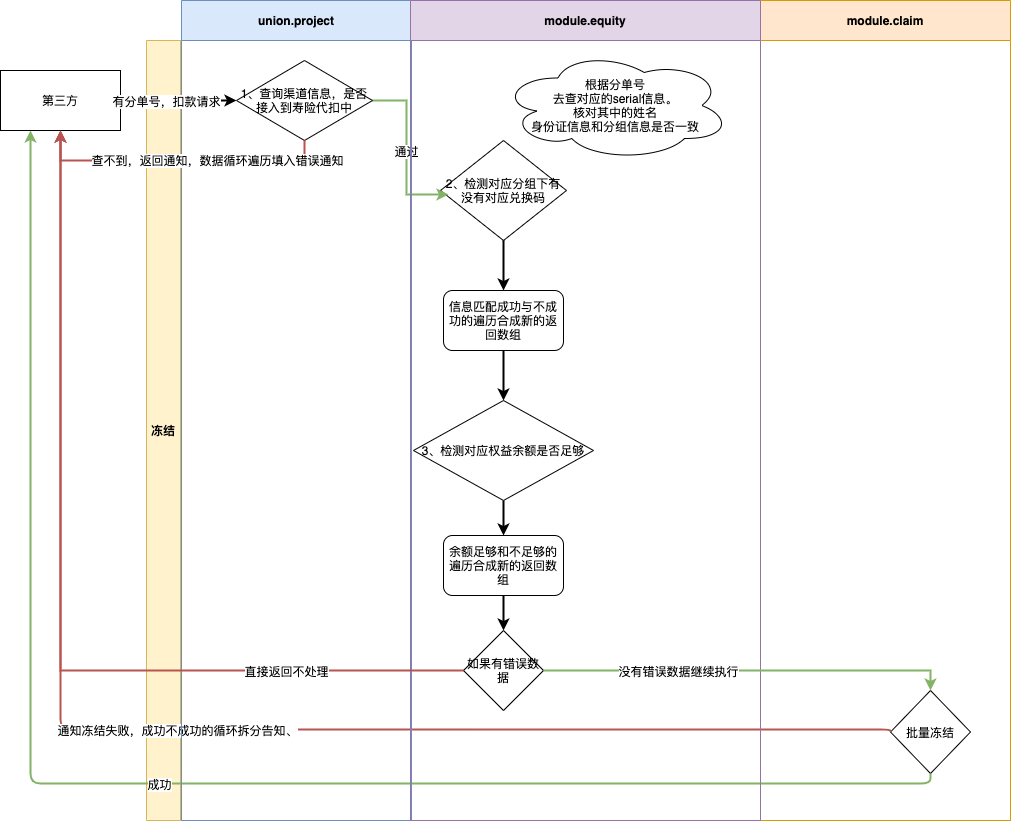 union.project
module.equity
module.claim
冻结
第三方
有分单号，扣款请求
1、查询渠道信息，是否
接入到寿险代扣中
根据分单号
去查对应的serial信息。
核对其中的姓名
身份证信息和分组信息是否一致
通过
查不到，返回通知，数据循环遍历填入错误通知
2、检测对应分组下有
没有对应兑换码
信息匹配成功与不成
功的遍历合成新的返
回数组
3、检测对应权益余额是否足够
余额足够和不足够的
遍历合成新的返回数
组
如果有错误数
据
直接返回不处理
没有错误数据继续执行
批量冻结
通知冻结失败，成功不成功的循环拆分告知、
成功